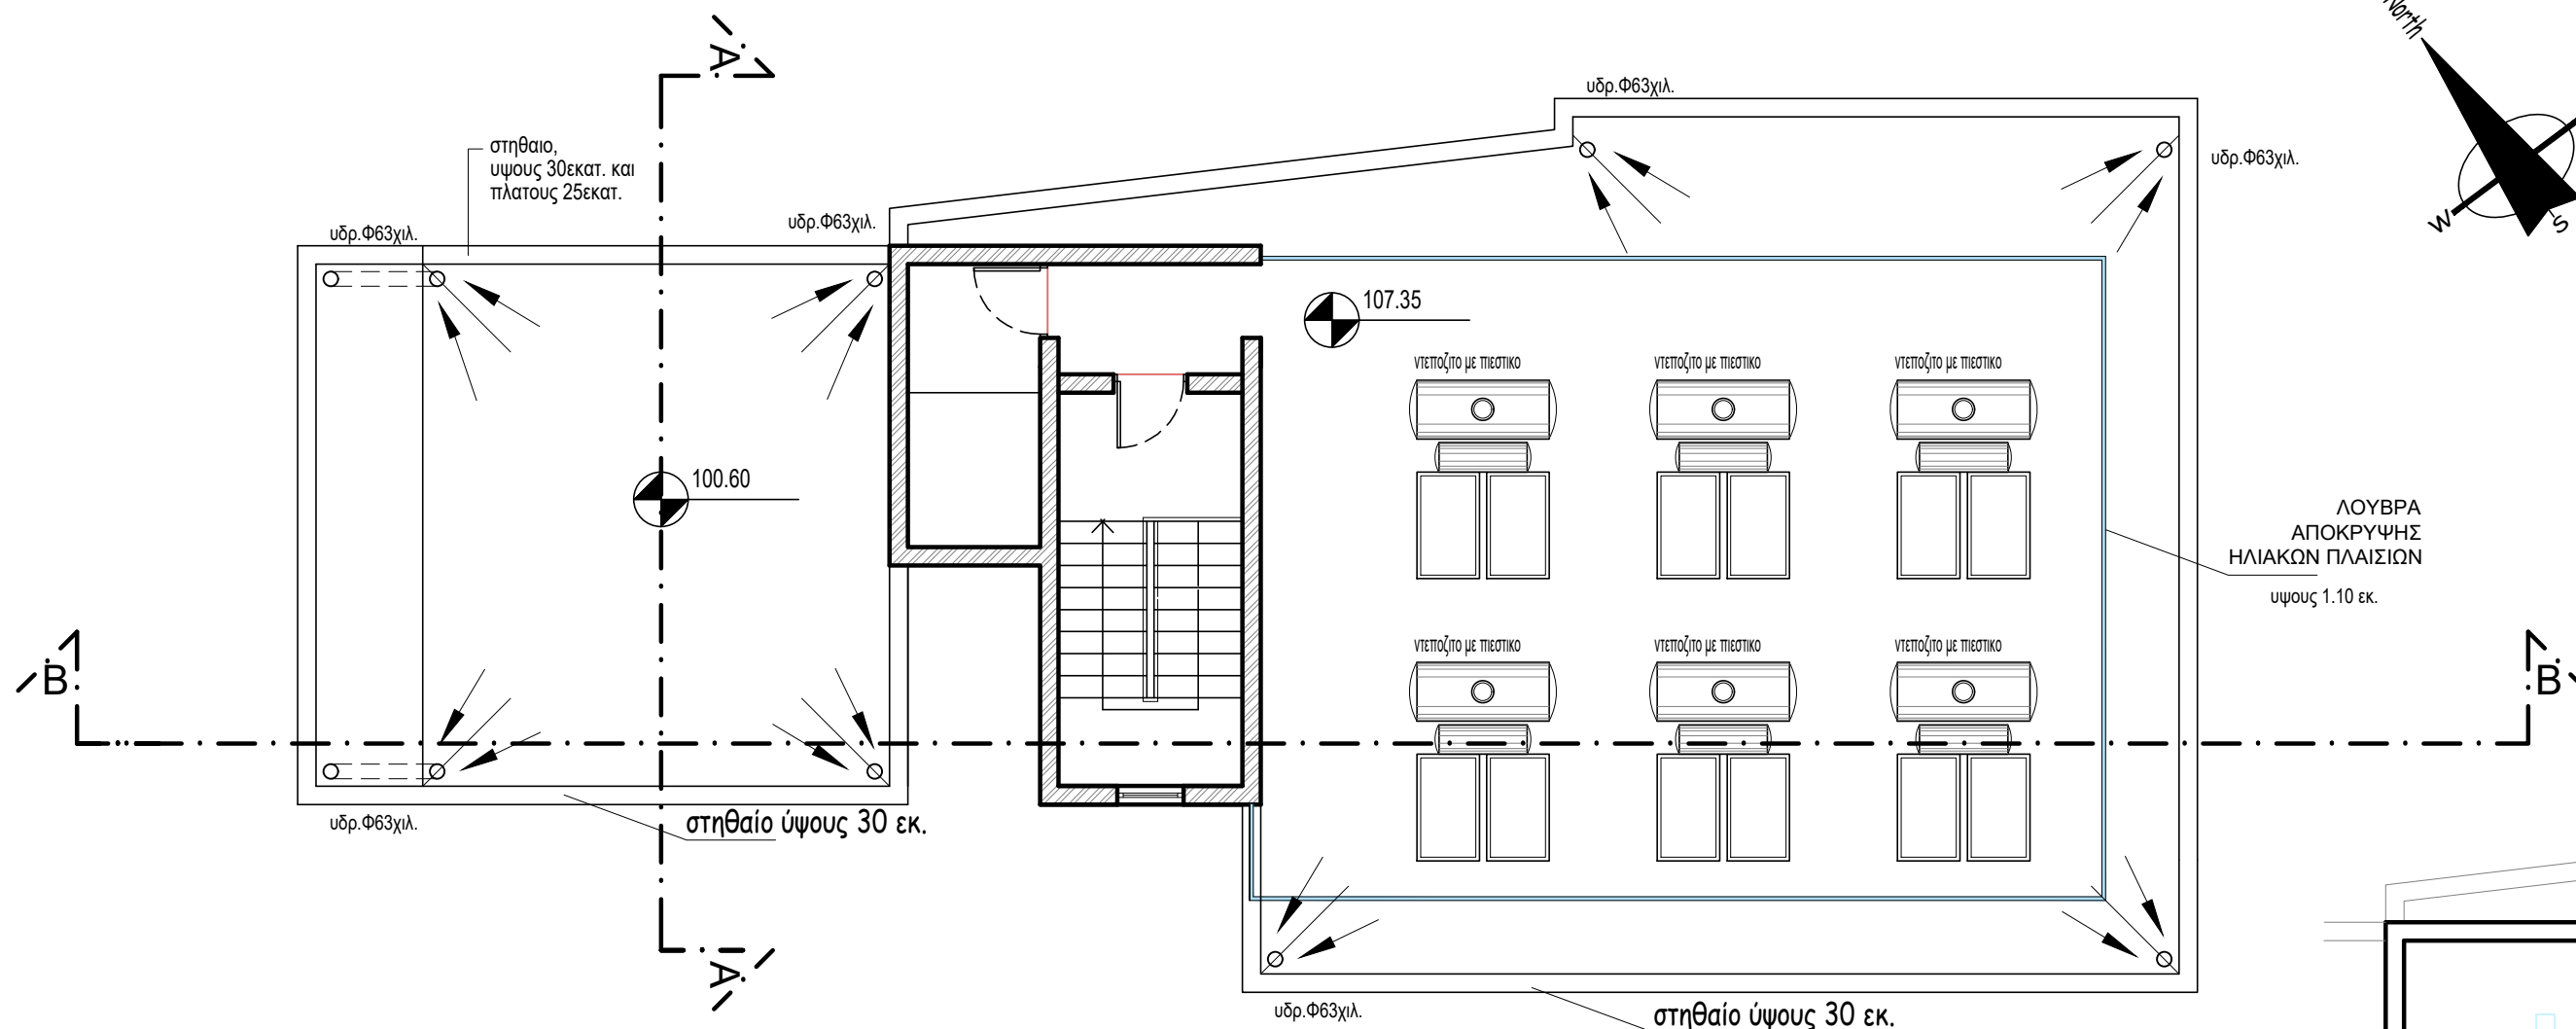 North
A
υδρ.Φ63χιλ.
στηθαιο,
υψους 30εκατ. και
πλατους 25εκατ.
υδρ.Φ63χιλ.
υδρ.Φ63χιλ.
υδρ.Φ63χιλ.
W
S
107.35
ντεποζιτο με πιεστικο
ντεποζιτο με πιεστικο
ντεποζιτο με πιεστικο
100.60
ΛΟΥΒΡΑ
ΑΠΟΚΡΥΨΗΣ
ΗΛΙΑΚΩΝ ΠΛΑΙΣΙΩΝ
υψους 1.10 εκ.
ντεποζιτο με πιεστικο
ντεποζιτο με πιεστικο
ντεποζιτο με πιεστικο
B
B
υδρ.Φ63χιλ.
στηθαίο ύψους 30 εκ.
A
υδρ.Φ63χιλ.
στηθαίο ύψους 30 εκ.